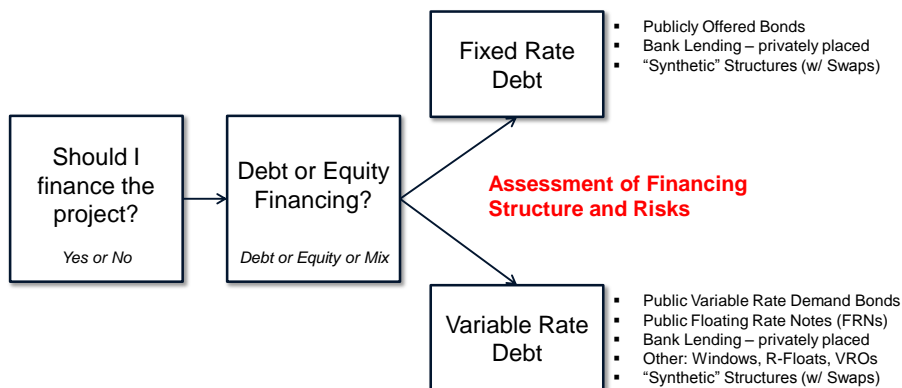 Should I
finance the
project?
Yes or No
Debt or Equity
Financing?
Debt or Equity or Mix
Fixed Rate
Debt
▪ Publicly Offered Bonds
▪ Bank Lending – privately placed
▪ “Synthetic” Structures (w/ Swaps)
Assessment of Financing
Structure and Risks
Variable Rate
Debt
▪ Public Variable Rate Demand Bonds
▪ Public Floating Rate Notes (FRNs)
▪ Bank Lending – privately placed
▪ Other: Windows, R-Floats, VROs
▪ “Synthetic” Structures (w/ Swaps)